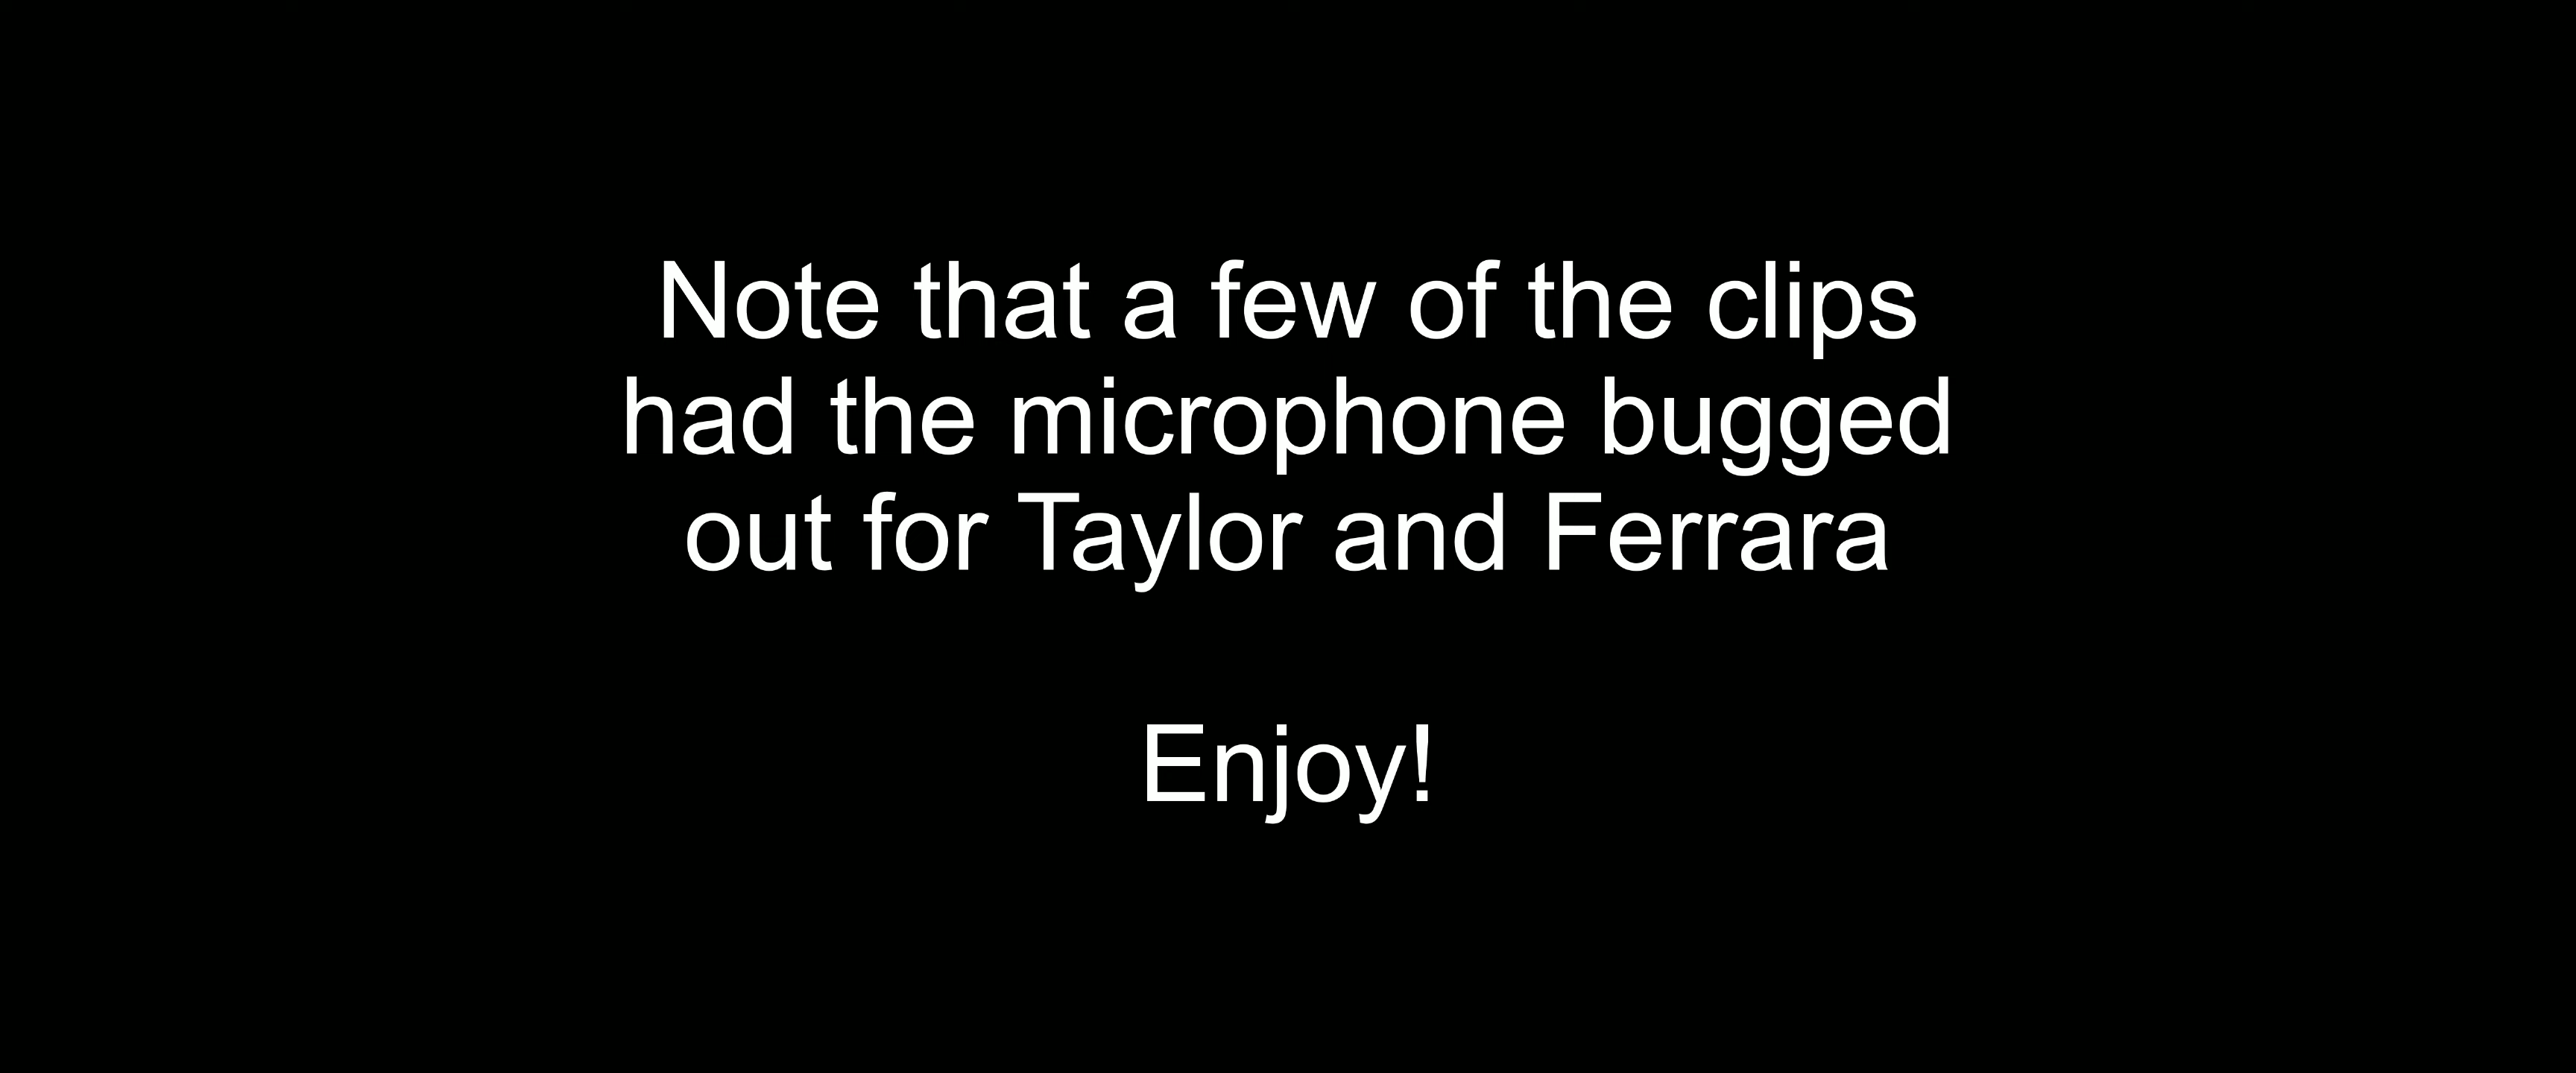 Note that a few of the clips
had the microphone bugged
out for Taylor and Ferrara
Enjoy!